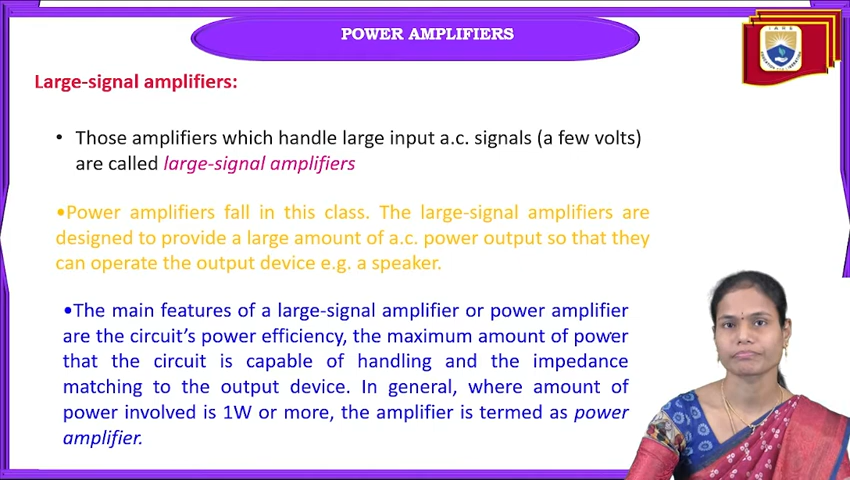 POWER AMPLIFIERS
Large-signal amplifiers:
• Those amplifiers which handle large input a.c. signals (a few volts)
are called large-signal amplifiers
•Power amplifiers fall in this class. The large-signal amplifiers are
designed to provide a large amount of a.c. power output so that they
can operate the output device e.g. a speaker.
•The main features of a large-signal amplifier or power amplifier
are the circuit's power efficiency, the maximum amount of power
that the circuit is capable of handling and the impedance
matching to the output device. In general, where amount of
power involved is 1W or more, the amplifier is termed as power
amplifier.